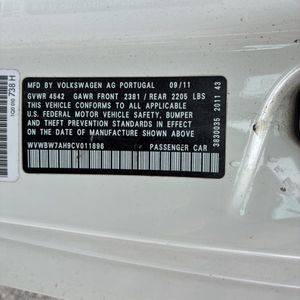 MFD BY VOLKSWAGEN AG PORTUGAL 09/11
GVWR 4542 GAWR FRONT 2381 / REAR 2205 LBS
THIS VEHICLE CONFORMS TO ALL APPLICABLE
U.S. FEDERAL MOTOR VEHICLE SAFETY, BUMPER,
AND THEFT PREVENTION STANDARDS IN EFFECT
ON THE DATE OF MANUFACTURE SHOWN ABOVE.
WVWBW7AH9CV011896 PASSENGER CAR
3830035 2011 43
738 H